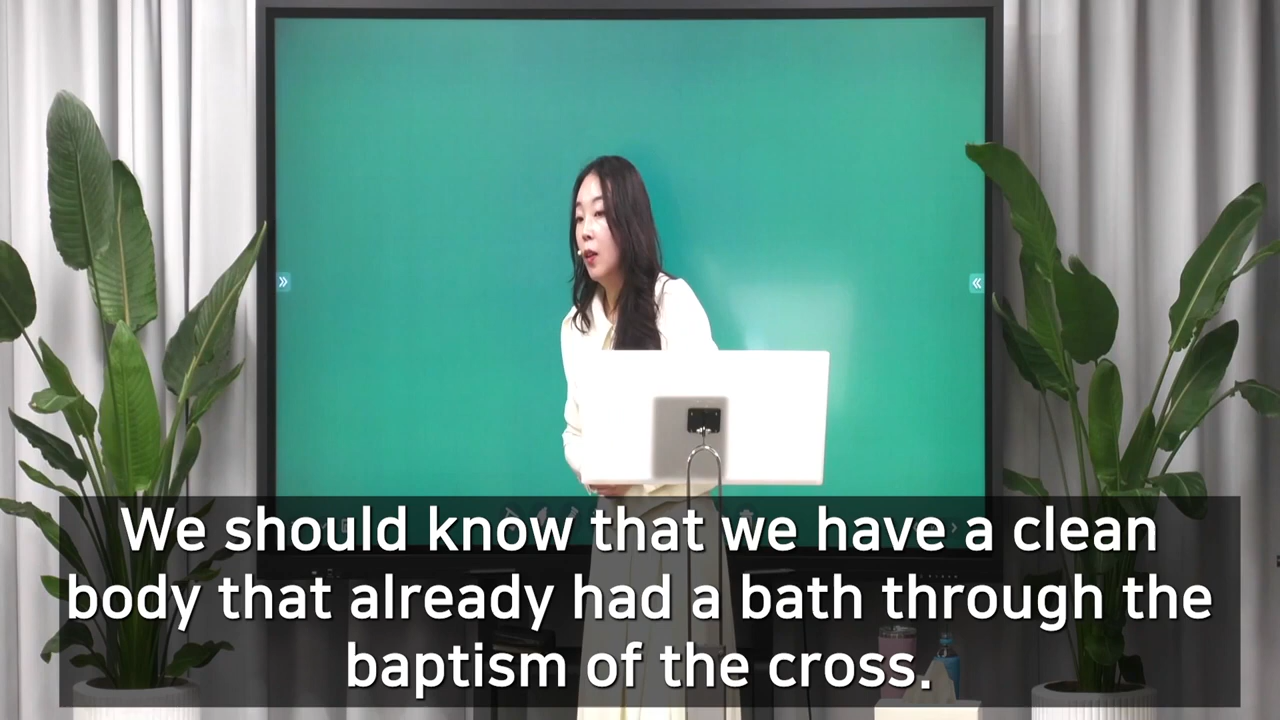 We should know that we have a clean
body that already had a bath through the
baptism of the cross.